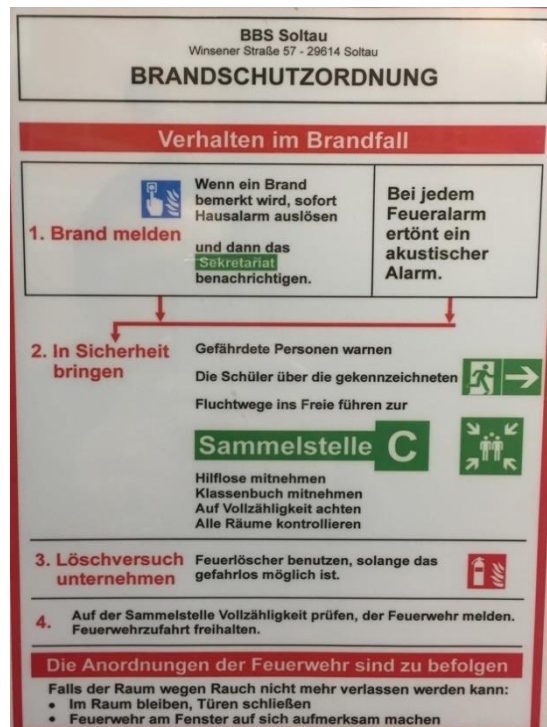 BBS Soltau
Winsener Straße 57 - 29614 Soltau
BRANDSCHUTZORDNUNG
Verhalten im Brandfall
1. Brand melden
Wenn ein Brand
bemerkt wird, sofort
Hausalarm auslösen
und dann das
Sekretariat
benachrichtigen.
Bei jedem
Feueralarm
ertönt ein
akustischer
Alarm.
2. In Sicherheit
bringen
Gefährdete Personen warnen
Die Schüler über die gekennzeichneten
Fluchtwege ins Freie führen zur
Sammelstelle C
Hilflose mitnehmen
Klassenbuch mitnehmen
Auf Vollzähligkeit achten
Alle Räume kontrollieren
3. Löschversuch
unternehmen
Feuerlöscher benutzen, solange das
gefahrlos möglich ist.
4.
Auf der Sammelstelle Vollzähligkeit prüfen, der Feuerwehr melden.
Feuerwehrzufahrt freihalten.
Die Anordnungen der Feuerwehr sind zu befolgen
Falls der Raum wegen Rauch nicht mehr verlassen werden kann:
• Im Raum bleiben, Türen schließen
• Feuerwehr am Fenster auf sich aufmerksam machen